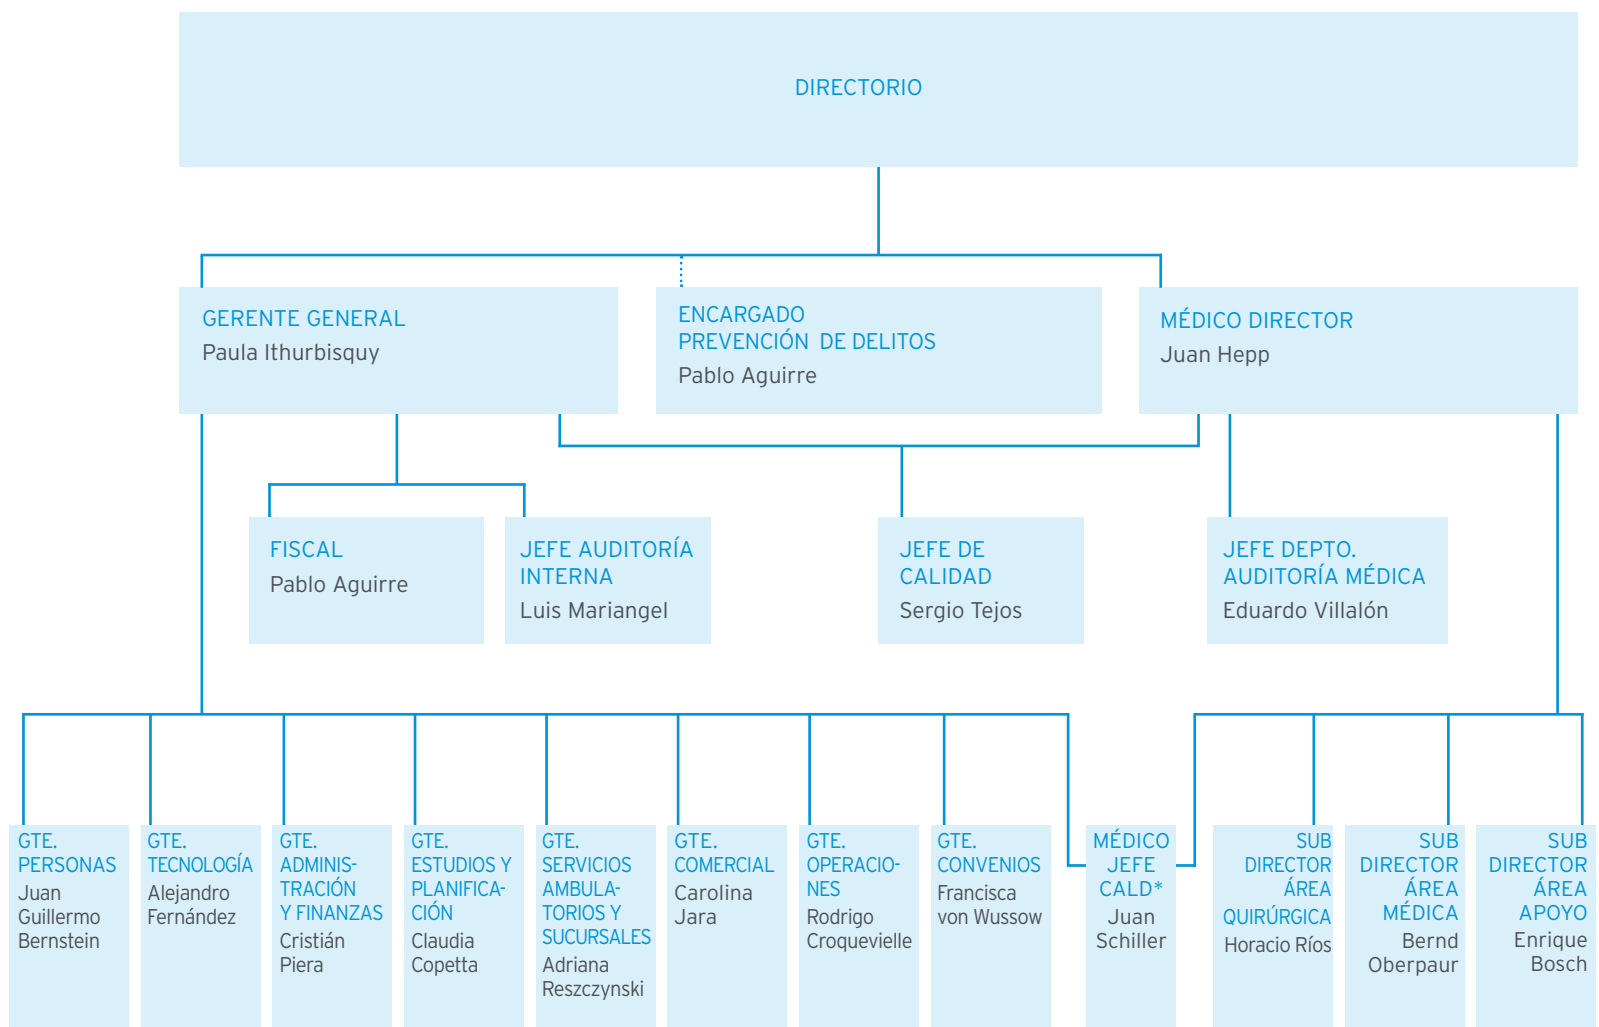 DIRECTORIO
GERENTE GENERAL
Paula Ithurbisquy
ENCARGADO
PREVENCIÓN DE DELITOS
Pablo Aguirre
MÉDICO DIRECTOR
Juan Hepp
FISCAL
Pablo Aguirre
JEFE AUDITORÍA
INTERNA
Luis Mariangel
JEFE DE
CALIDAD
Sergio Tejos
JEFE DEPTO.
AUDITORÍA MÉDICA
Eduardo Villalón
GTE.
PERSONAS
Juan
Guillermo
Bernstein
GTE.
TECNOLOGÍA
Alejandro
Fernández
GTE.
ADMINIS-
TRACIÓN
Y FINANZAS
Cristián
Piera
GTE.
ESTUDIOS Y
PLANIFICA-
CIÓN
Claudia
Copetta
GTE.
SERVICIOS
AMBULA-
TORIOS Y
SUCURSALES
Adriana
Reszczynski
GTE.
COMERCIAL
Carolina
Jara
GTE.
OPERACIO-
NES
Rodrigo
Croquevielle
GTE.
CONVENIOS
Francisca
von Wussow
MÉDICO
JEFE
CALD*
Juan
Schiller
SUB
DIRECTOR
ÁREA
QUIRÚRGICA
Horacio Ríos
SUB
DIRECTOR
ÁREA
MÉDICA
Bernd
Oberpaur
SUB
DIRECTOR
ÁREA
APOYO
Enrique
Bosch